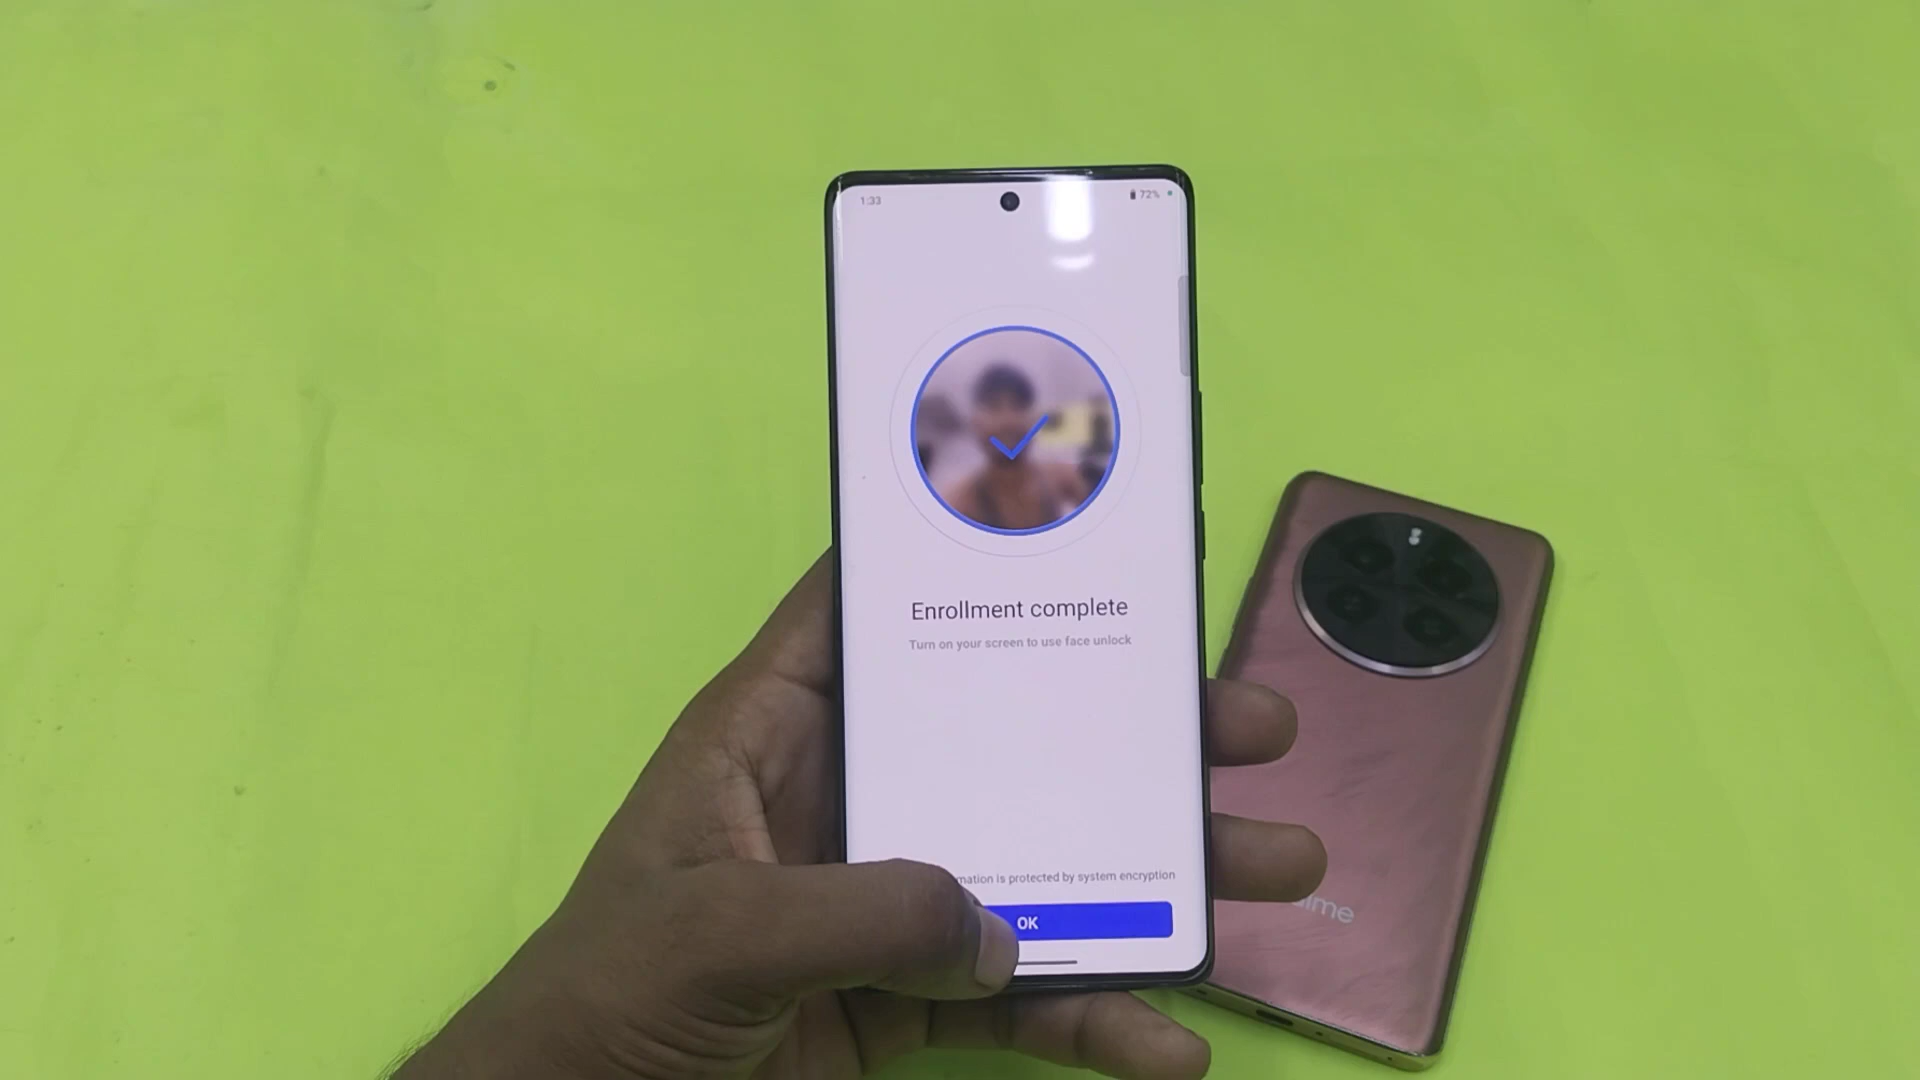 1:33
72%
Enrollment complete
Turn on your screen to use face unlock
mation is protected by system encryption
OK
lme